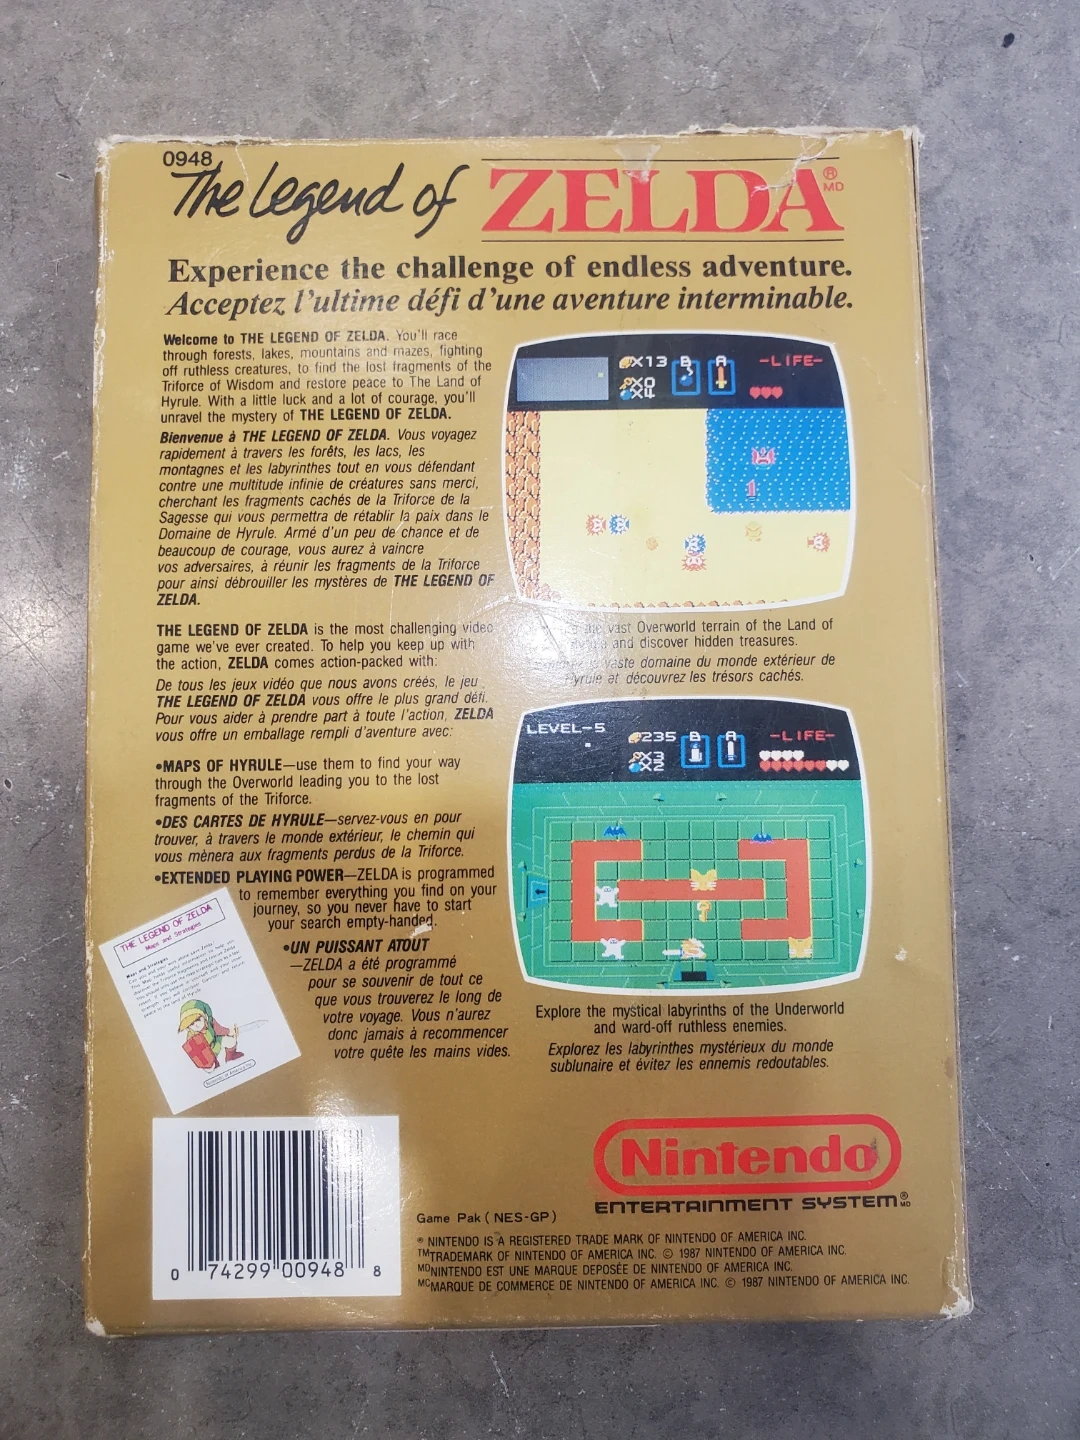 0948
The Legend of ZELDA® MD
Experience the challenge of endless adventure.
Acceptez l'ultime défi d'une aventure interminable.
Welcome to THE LEGEND OF ZELDA. You'll race
through forests, lakes, mountains and mazes, fighting
off ruthless creatures, to find the lost fragments of the
Triforce of Wisdom and restore peace to The Land of
Hyrule. With a little luck and a lot of courage, you'll
unravel the mystery of THE LEGEND OF ZELDA.
Bienvenue à THE LEGEND OF ZELDA. Vous voyagez
rapidement à travers les forêts, les lacs, les
montagnes et les labyrinthes tout en vous défendant
contre une multitude infinie de créatures sans merci,
cherchant les fragments cachés de la Triforce de la
Sagesse qui vous permettra de rétablir la paix dans le
Domaine de Hyrule. Armé d'un peu de chance et de
beaucoup de courage, vous aurez à vaincre
vos adversaires, à réunir les fragments de la Triforce
pour ainsi débrouiller les mystères de THE LEGEND OF
ZELDA.
THE LEGEND OF ZELDA is the most challenging video
game we've ever created. To help you keep up with
the action, ZELDA comes action-packed with:
De tous les jeux vidéo que nous avons créés, le jeu
THE LEGEND OF ZELDA vous offre le plus grand défi.
Pour vous aider à prendre part à toute l'action, ZELDA
vous offre un emballage rempli d'aventure avec:
•MAPS OF HYRULE—use them to find your way
through the Overworld leading you to the lost
fragments of the Triforce.
•DES CARTES DE HYRULE—servez-vous en pour
trouver, à travers le monde extérieur, le chemin qui
vous mènera aux fragments perdus de la Triforce.
•EXTENDED PLAYING POWER—ZELDA is programmed
to remember everything you find on your
journey, so you never have to start
your search empty-handed.
•UN PUISSANT ATOUT
—ZELDA a été programmé
pour se souvenir de tout ce
que vous trouverez le long de
votre voyage. Vous n'aurez
donc jamais à recommencer
votre quête les mains vides.
THE LEGEND OF ZELDA
Maps and Strategies
Maps and Strategies
X13 B A -LIFE-
X0
X4
vast Overworld terrain of the Land of
and discover hidden treasures.
vaste domaine du monde extérieur de
Hyrule et découvrez les trésors cachés.
LEVEL-5
235 B A -LIFE-
X3
X2
Explore the mystical labyrinths of the Underworld
and ward-off ruthless enemies.
Explorez les labyrinthes mystérieux du monde
sublunaire et évitez les ennemis redoutables.
0 74299 00948 8
Nintendo
ENTERTAINMENT SYSTEM® MD
Game Pak (NES-GP)
® NINTENDO IS A REGISTERED TRADE MARK OF NINTENDO OF AMERICA INC.
TM TRADEMARK OF NINTENDO OF AMERICA INC. © 1987 NINTENDO OF AMERICA INC.
MD NINTENDO EST UNE MARQUE DEPOSÉE DE NINTENDO OF AMERICA INC.
MC MARQUE DE COMMERCE DE NINTENDO OF AMERICA INC. © 1987 NINTENDO OF AMERICA INC.